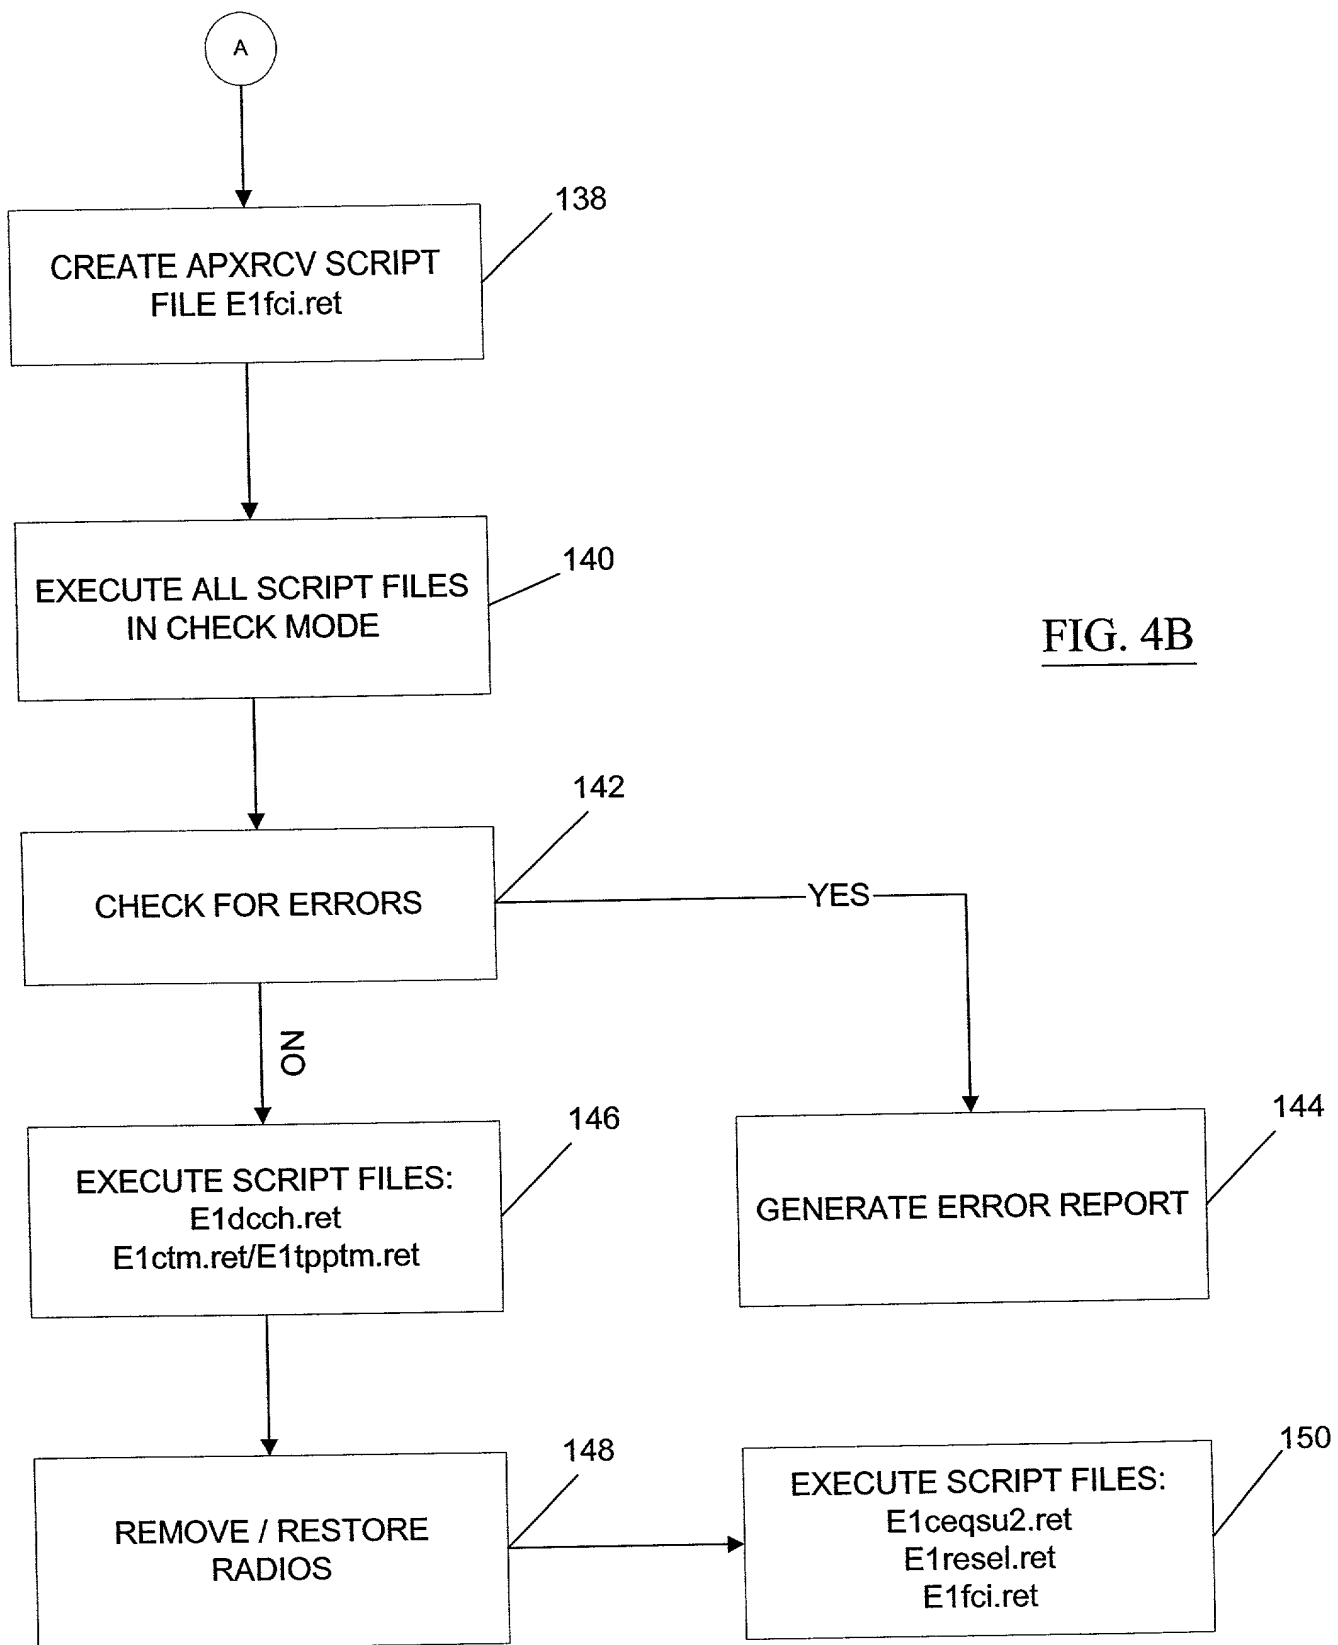 A
138
CREATE APXRCV SCRIPT
FILE E1fci.ret
140
EXECUTE ALL SCRIPT FILES
IN CHECK MODE
FIG. 4B
142
CHECK FOR ERRORS
YES
NO
146
EXECUTE SCRIPT FILES:
E1dcch.ret
E1ctm.ret/E1tpptm.ret
144
GENERATE ERROR REPORT
148
REMOVE / RESTORE
RADIOS
150
EXECUTE SCRIPT FILES:
E1ceqsu2.ret
E1resel.ret
E1fci.ret